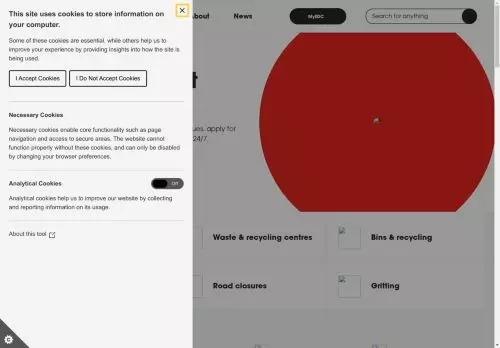 This site uses cookies to store information on
your computer.
Some of these cookies are essential, while others help us to
improve your experience by providing insights into how the site is
being used.
I Accept Cookies
I Do Not Accept Cookies
Necessary Cookies
Necessary cookies enable core functionality such as page
navigation and access to secure areas. The website cannot
function properly without these cookies, and can only be disabled
by changing your browser preferences.
Analytical Cookies
Off
Analytical cookies help us to improve our website by collecting
and reporting information on its usage.
About this tool
About
News
MyEDC
Search for anything
t
ues, apply for
24/7
Waste & recycling centres
Bins & recycling
Road closures
Gritting